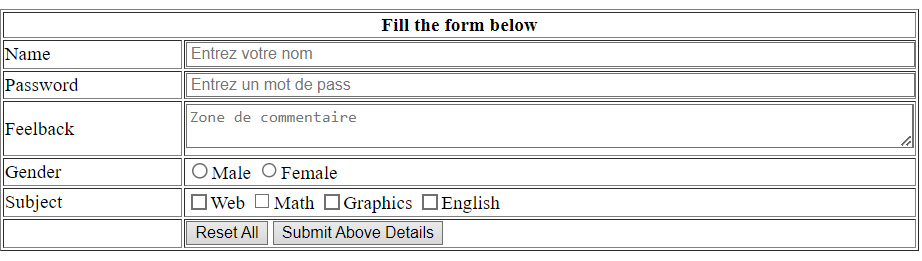 Fill the form below
Name Entrez votre nom
Password Entrez un mot de pass
Feelback Zone de commentaire
Gender Male Female
Subject Web Math Graphics English
Reset All Submit Above Details